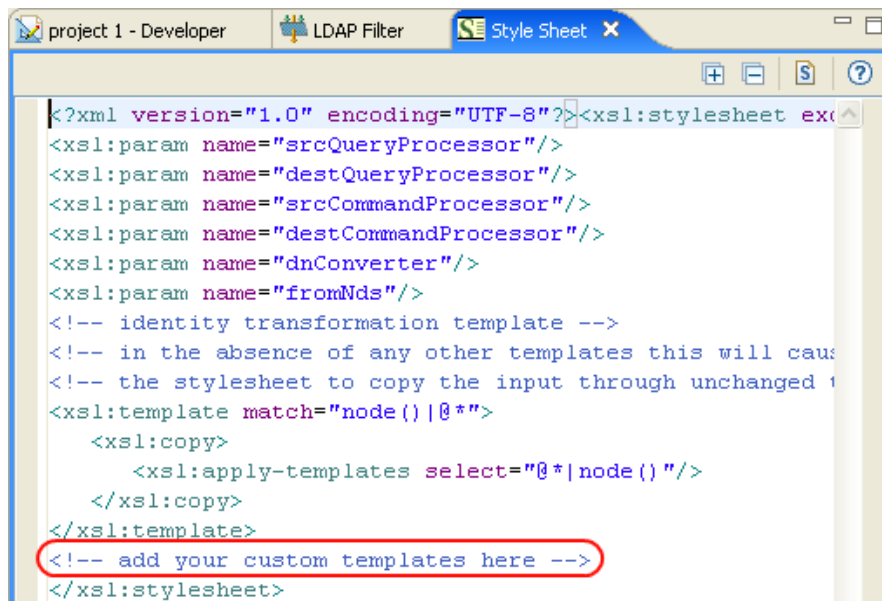 project 1 - Developer
LDAP Filter
Style Sheet
<?xml version="1.0" encoding="UTF-8"?><xsl:stylesheet exc
<xsl:param name="srcQueryProcessor"/>
<xsl:param name="destQueryProcessor"/>
<xsl:param name="srcCommandProcessor"/>
<xsl:param name="destCommandProcessor"/>
<xsl:param name="dnConverter"/>
<xsl:param name="fromNds"/>
<!-- identity transformation template -->
<!-- in the absence of any other templates this will caus
<!-- the stylesheet to copy the input through unchanged t
<xsl:template match="node()|@*">
<xsl:copy>
<xsl:apply-templates select="@*|node()"/>
</xsl:copy>
</xsl:template>
<!-- add your custom templates here -->
</xsl:stylesheet>